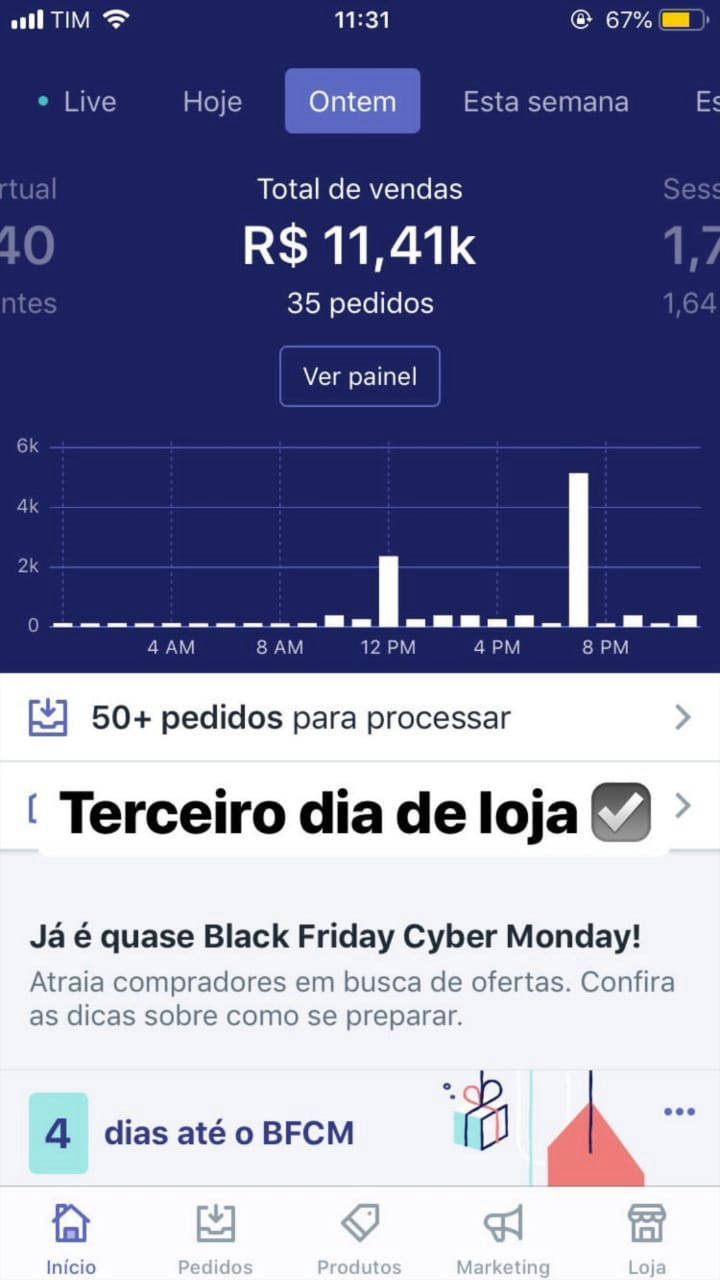 TIM 11:31 67%
Live Hoje Ontem Esta semana Es
rtual Total de vendas Sess
40 R$ 11,41k 1,7
ntes 35 pedidos 1,64
Ver painel
6k
4k
2k
0
4 AM 8 AM 12 PM 4 PM 8 PM
50+ pedidos para processar
Terceiro dia de loja
Já é quase Black Friday Cyber Monday!
Atraia compradores em busca de ofertas. Confira
as dicas sobre como se preparar.
4 dias até o BFCM
Início Pedidos Produtos Marketing Loja